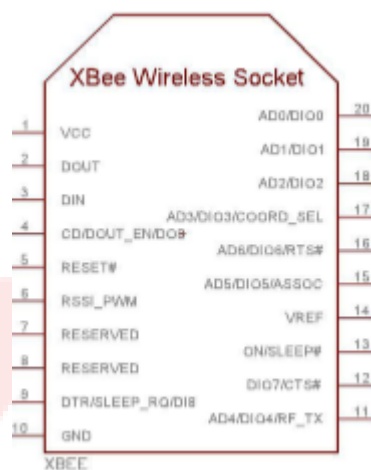 XBee Wireless Socket
1 VCC
2 DOUT
3 DIN
4 CD/DOUT_EN/DO8
5 RESET#
6 RSSI_PWM
7 RESERVED
8 RESERVED
9 DTR/SLEEP_RQ/DI8
10 GND
AD0/DIO0 20
AD1/DIO1 19
AD2/DIO2 18
AD3/DIO3/COORD_SEL 17
AD6/DIO6/RTS# 16
AD5/DIO5/ASSOC 15
VREF 14
ON/SLEEP# 13
DIO7/CTS# 12
AD4/DIO4/RF_TX 11
XBEE